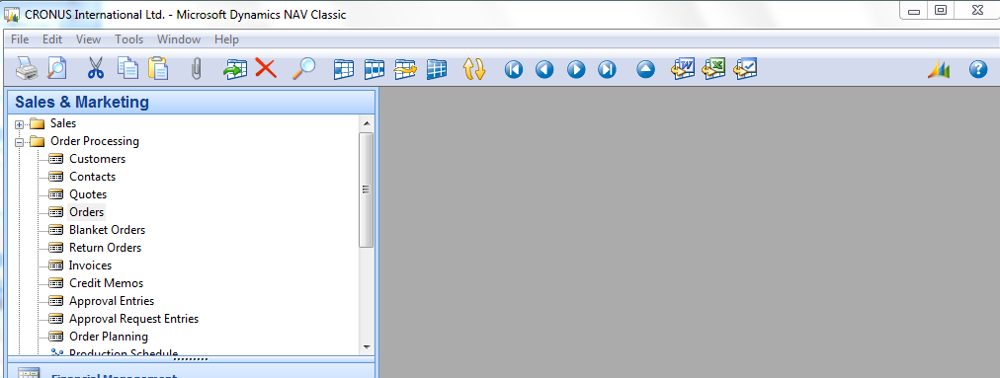 CRONUS International Ltd. - Microsoft Dynamics NAV Classic
File Edit View Tools Window Help
Sales & Marketing
Sales
Order Processing
Customers
Contacts
Quotes
Orders
Blanket Orders
Return Orders
Invoices
Credit Memos
Approval Entries
Approval Request Entries
Order Planning
Production Schedule
Financial Management